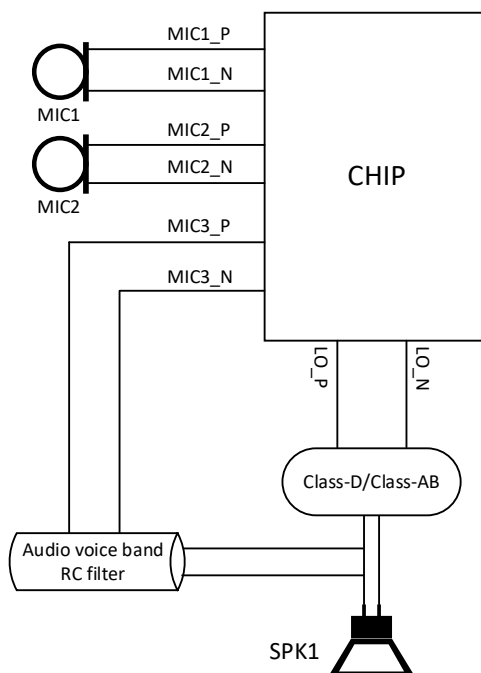 MIC1_P
MIC1_N
MIC1
MIC2_P
MIC2_N
MIC2
CHIP
MIC3_P
MIC3_N
LO_P
LO_N
Class-D/Class-AB
Audio voice band
RC filter
SPK1